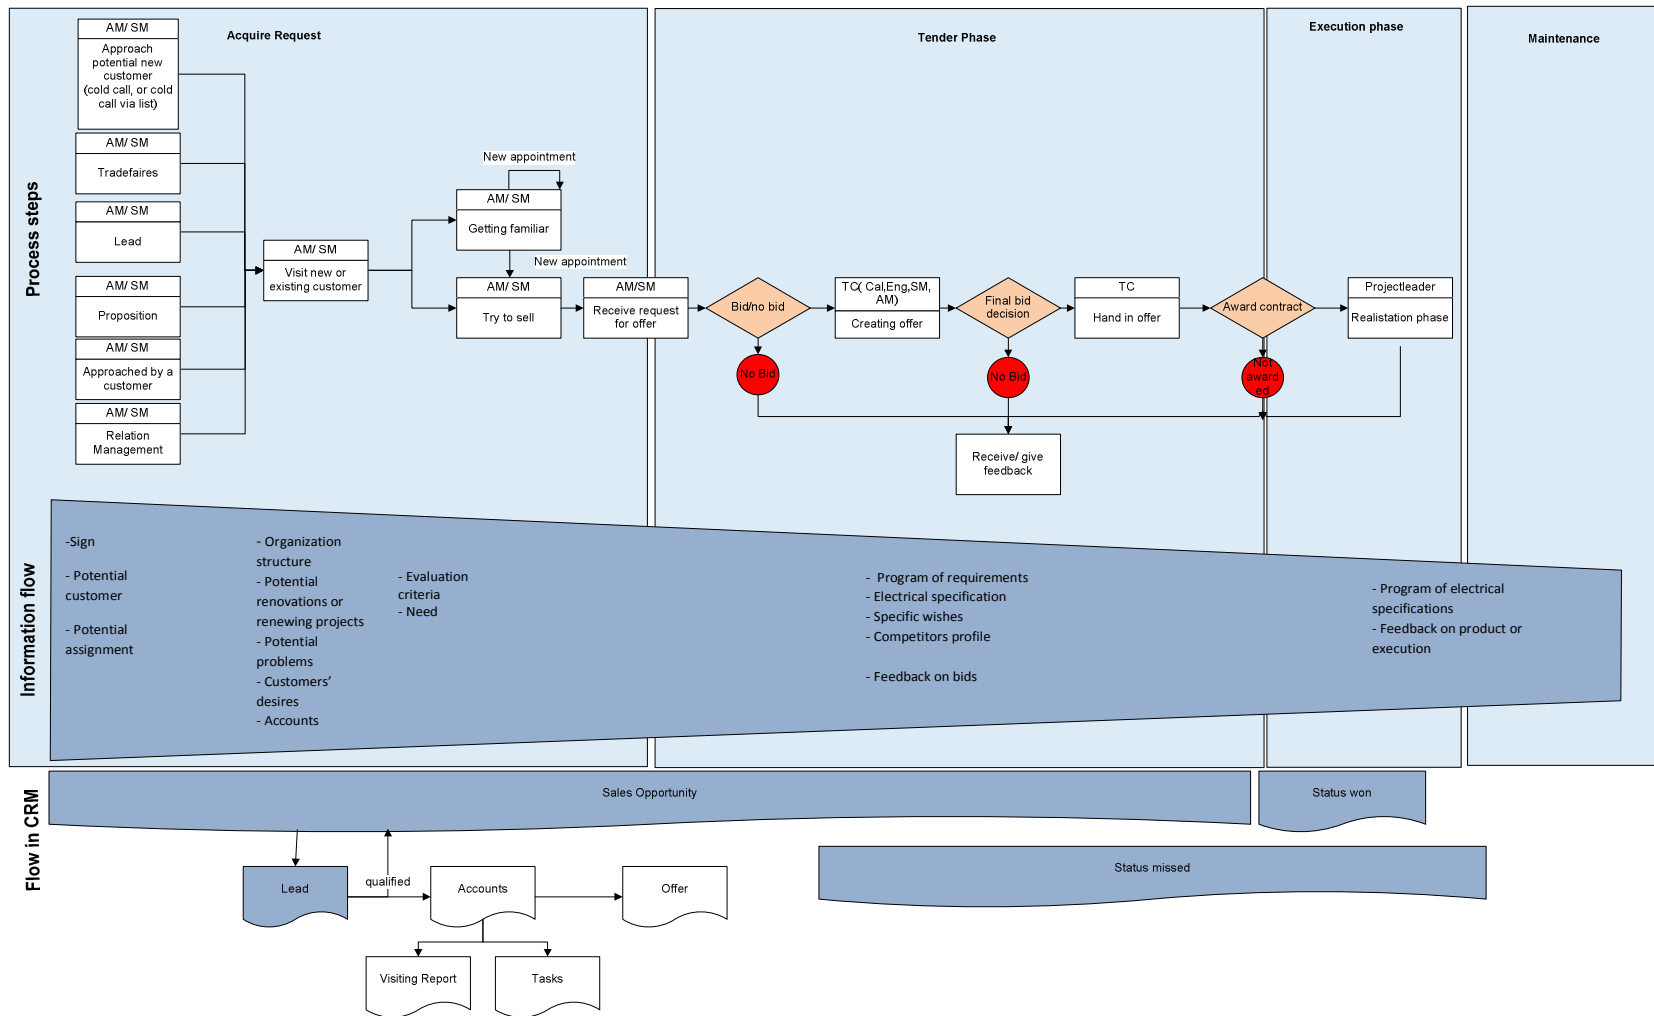 Acquire Request
Tender Phase
Execution phase
Maintenance
Process steps
AM/ SM
Approach
potential new
customer
(cold call, or cold
call via list)
AM/ SM
Tradefaires
AM/ SM
Lead
AM/ SM
Proposition
AM/ SM
Approached by a
customer
AM/ SM
Relation
Management
AM/ SM
Visit new or
existing customer
New appointment
AM/ SM
Getting familiar
New appointment
AM/ SM
Try to sell
AM/SM
Receive request
for offer
Bid/no bid
No Bid
TC( Cal,Eng,SM,
AM)
Creating offer
Final bid
decision
No Bid
TC
Hand in offer
Award contract
Not
award
ed
Projectleader
Realistation phase
Receive/ give
feedback
Information flow
-Sign
- Potential
customer
- Potential
assignment
- Organization
structure
- Potential
renovations or
renewing projects
- Potential
problems
- Customers’
desires
- Accounts
- Evaluation
criteria
- Need
- Program of requirements
- Electrical specification
- Specific wishes
- Competitors profile
- Feedback on bids
- Program of electrical
specifications
- Feedback on product or
execution
Flow in CRM
Sales Opportunity
Status won
Status missed
Lead
qualified
Accounts
Offer
Visiting Report
Tasks